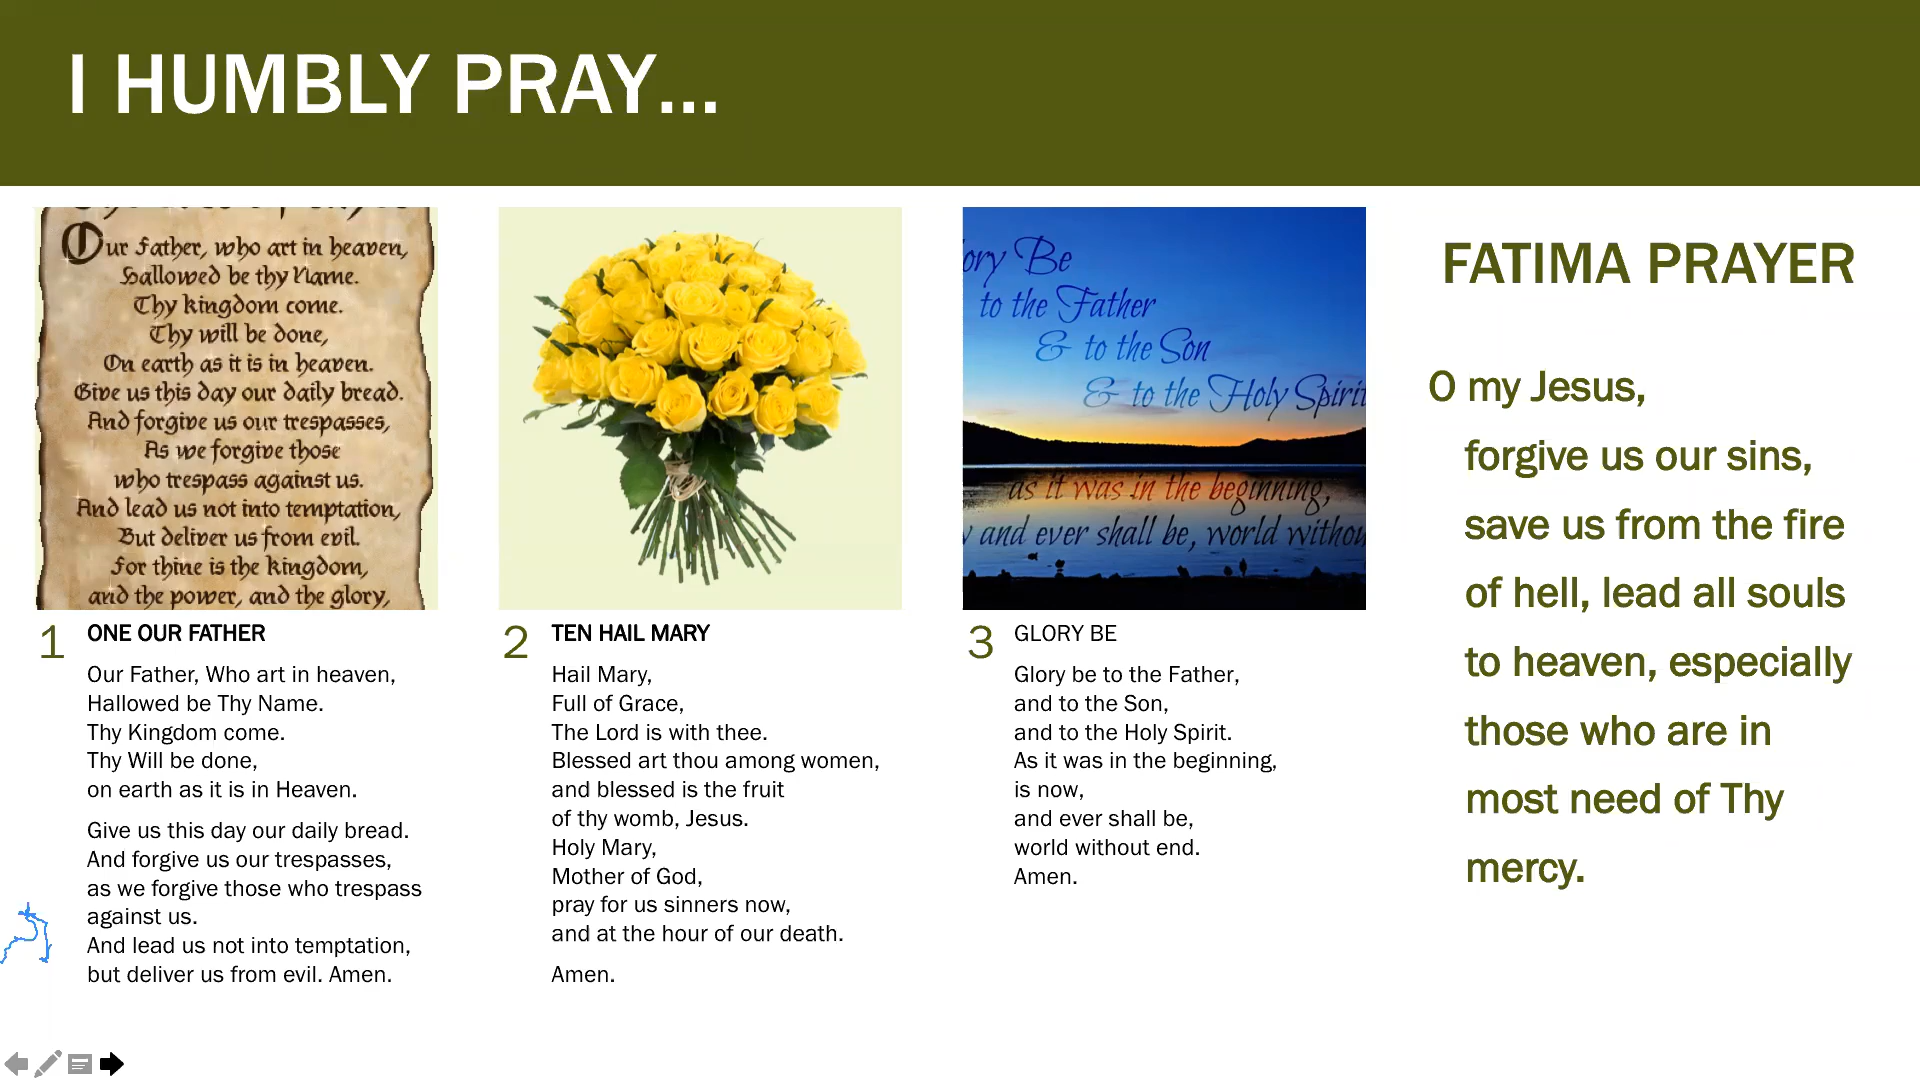 I HUMBLY PRAY...
Our Father, who art in heaven,
Hallowed be thy Name.
Thy kingdom come.
Thy will be done,
On earth as it is in heaven.
Give us this day our daily bread.
And forgive us our trespasses,
As we forgive those
who trespass against us.
And lead us not into temptation,
But deliver us from evil.
For thine is the kingdom,
and the power, and the glory,
1
ONE OUR FATHER
Our Father, Who art in heaven,
Hallowed be Thy Name.
Thy Kingdom come.
Thy Will be done,
on earth as it is in Heaven.
Give us this day our daily bread.
And forgive us our trespasses,
as we forgive those who trespass
against us.
And lead us not into temptation,
but deliver us from evil. Amen.
2
TEN HAIL MARY
Hail Mary,
Full of Grace,
The Lord is with thee.
Blessed art thou among women,
and blessed is the fruit
of thy womb, Jesus.
Holy Mary,
Mother of God,
pray for us sinners now,
and at the hour of our death.
Amen.
ory Be
to the Father
& to the Son
& to the Holy Spirit
as it was in the beginning,
and ever shall be, world withou
3
GLORY BE
Glory be to the Father,
and to the Son,
and to the Holy Spirit.
As it was in the beginning,
is now,
and ever shall be,
world without end.
Amen.
FATIMA PRAYER
O my Jesus,
forgive us our sins,
save us from the fire
of hell, lead all souls
to heaven, especially
those who are in
most need of Thy
mercy.